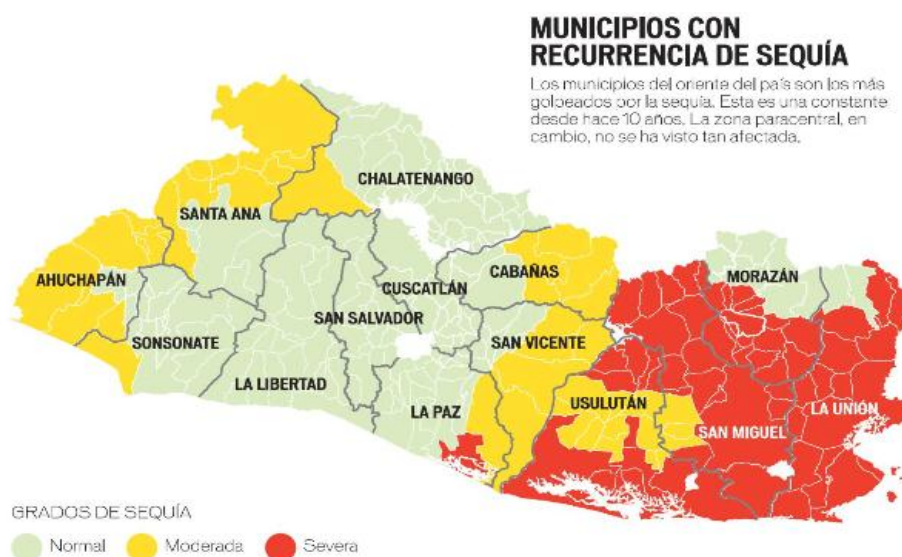 MUNICIPIOS CON
RECURRENCIA DE SEQUÍA
Los municipios del oriente del país son los más
golpeados por la sequía. Esta es una constante
desde hace 10 años. La zona paracentral, en
cambio, no se ha visto tan afectada.
CHALATENANGO
SANTA ANA
AHUCHAPÁN
CABAÑAS
MORAZÁN
CUSCATLÁN
SAN SALVADOR
SONSONATE
SAN VICENTE
LA LIBERTAD
USULUTÁN
LA PAZ
LA UNIÓN
SAN MIGUEL
GRADOS DE SEQUÍA
Normal
Moderada
Severa